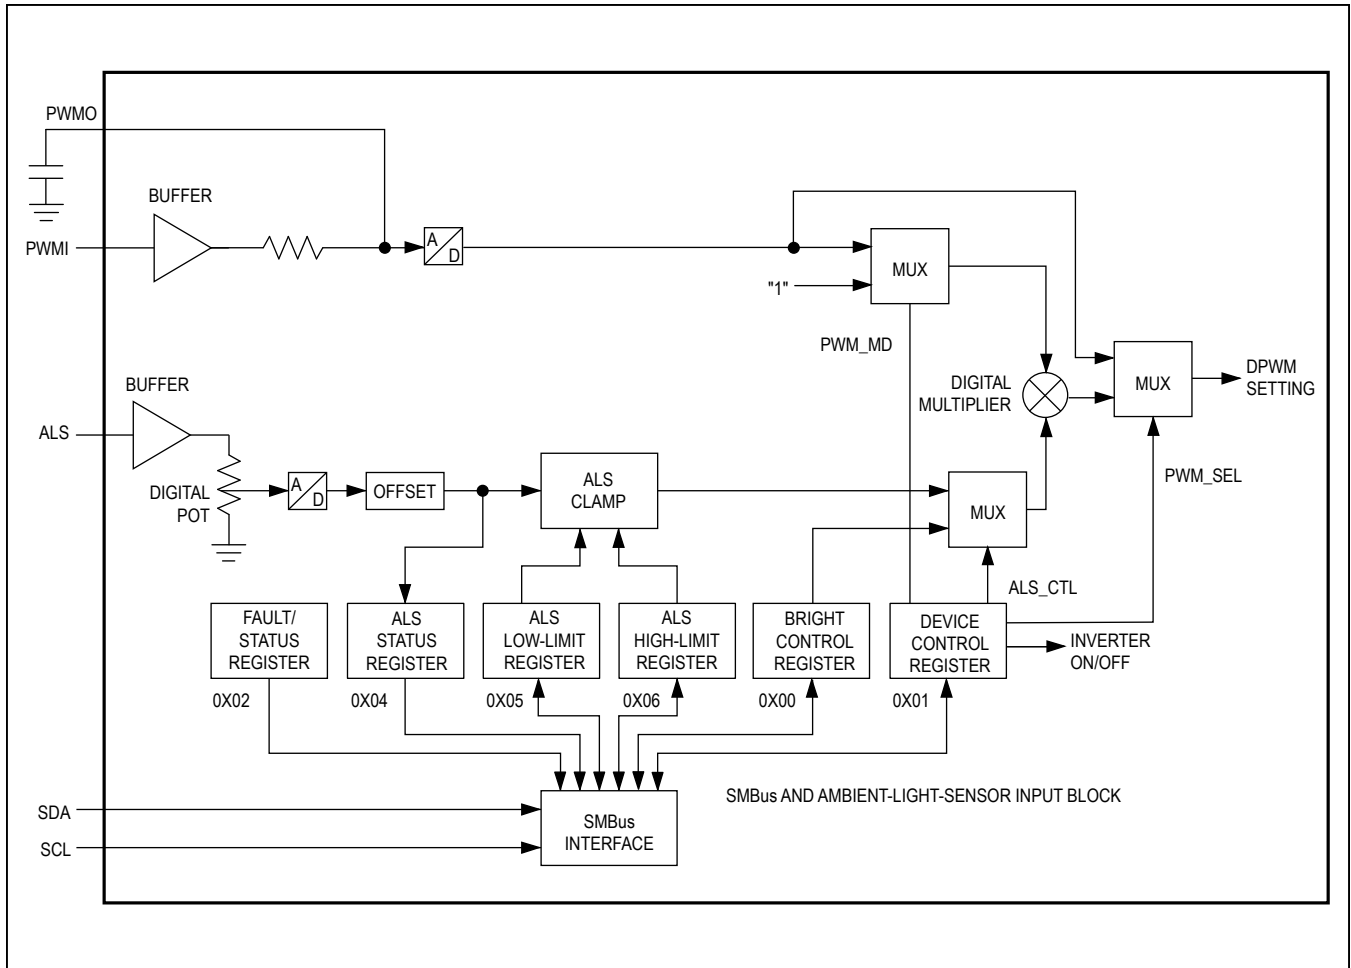 PWMO
BUFFER
PWMI
A
D
MUX
"1"
PWM_MD
BUFFER
DIGITAL
MULTIPLIER
MUX
DPWM
SETTING
ALS
DIGITAL
POT
A
D
OFFSET
ALS
CLAMP
MUX
PWM_SEL
ALS_CTL
FAULT/
STATUS
REGISTER
ALS
STATUS
REGISTER
ALS
LOW-LIMIT
REGISTER
ALS
HIGH-LIMIT
REGISTER
BRIGHT
CONTROL
REGISTER
DEVICE
CONTROL
REGISTER
INVERTER
ON/OFF
0X02
0X04
0X05
0X06
0X00
0X01
SMBus AND AMBIENT-LIGHT-SENSOR INPUT BLOCK
SDA
SCL
SMBus
INTERFACE